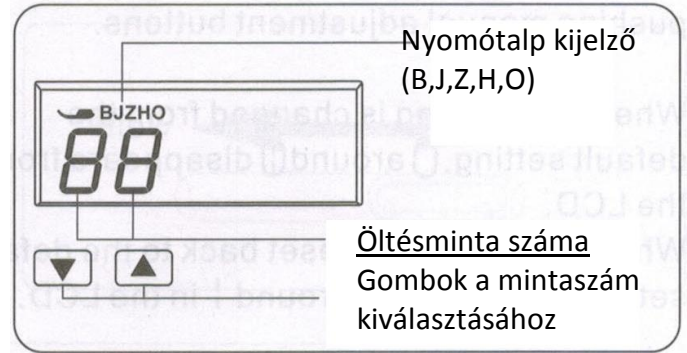 Nyomótalp kijelző
(B,J,Z,H,O)
BJZHO
88
Öltésminta száma
Gombok a mintaszám
kiválasztásához